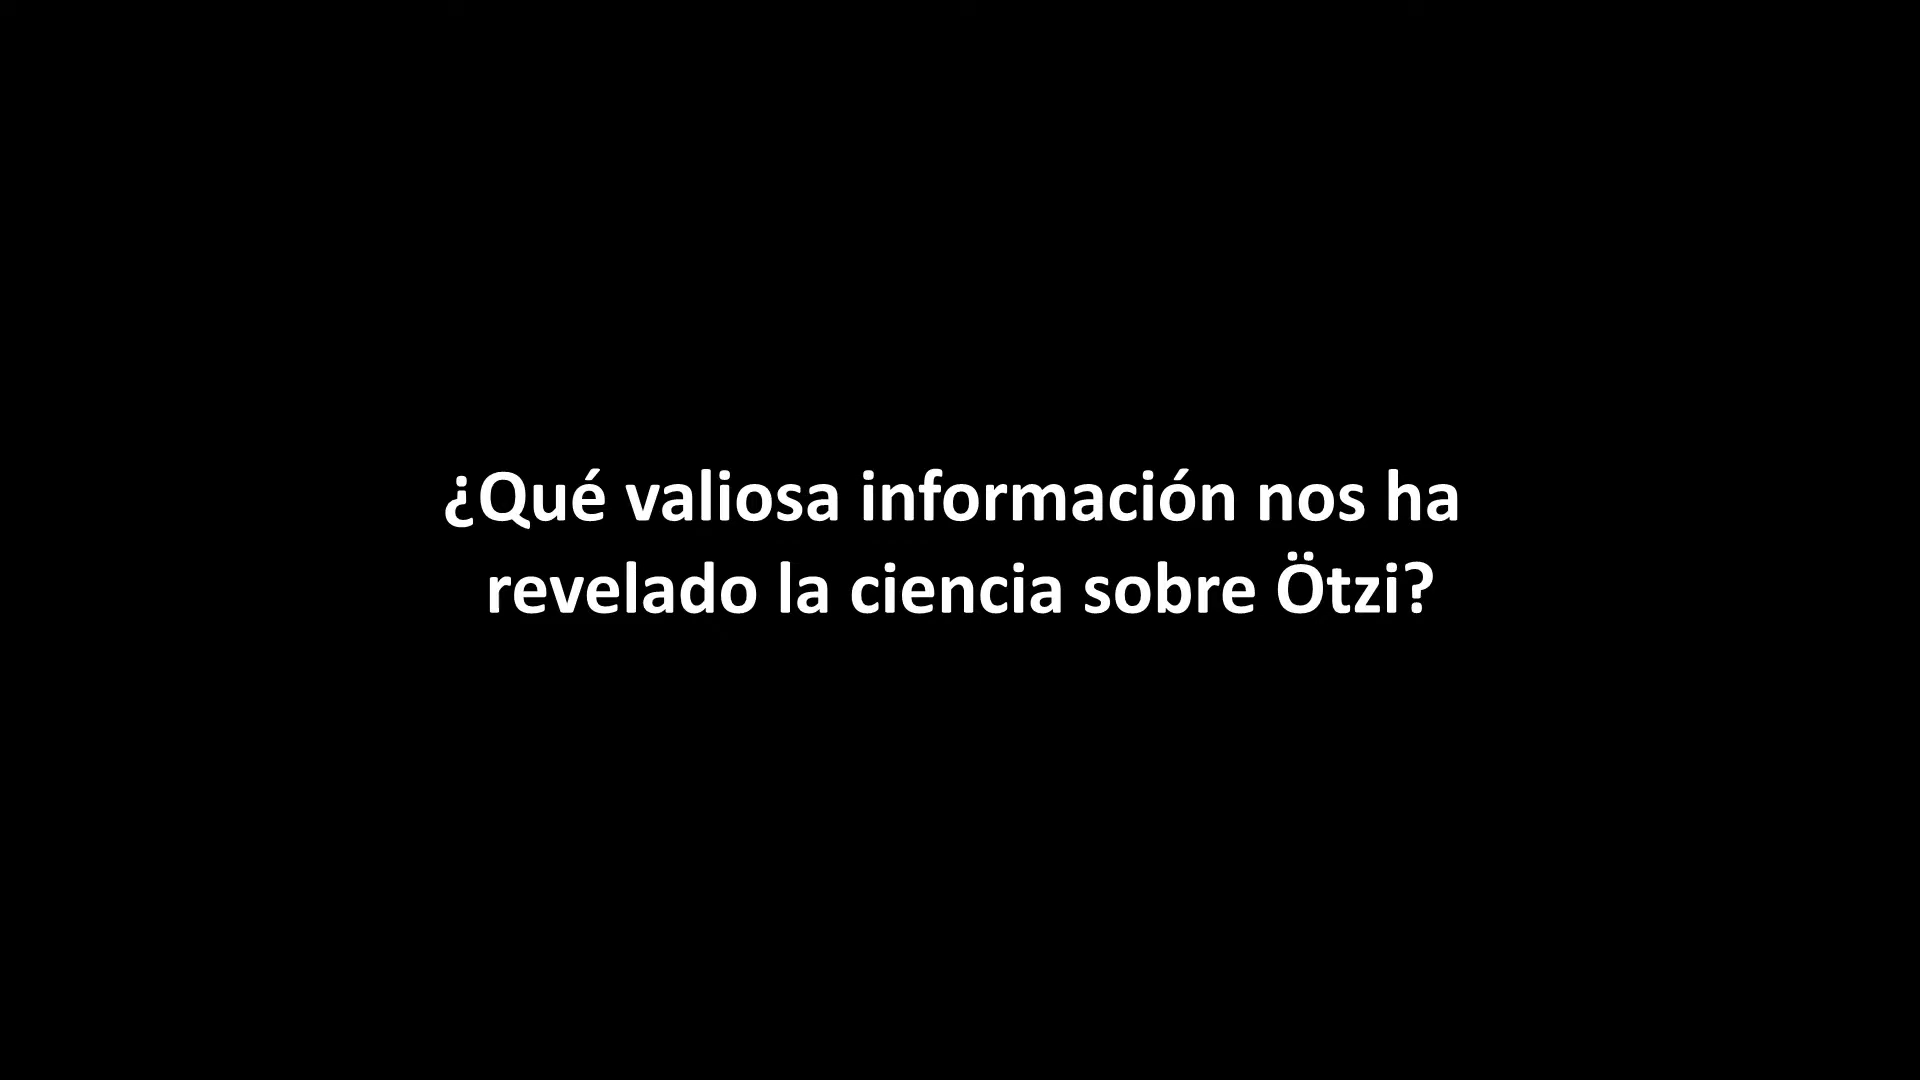 ¿Qué valiosa información nos ha
revelado la ciencia sobre Ötzi?